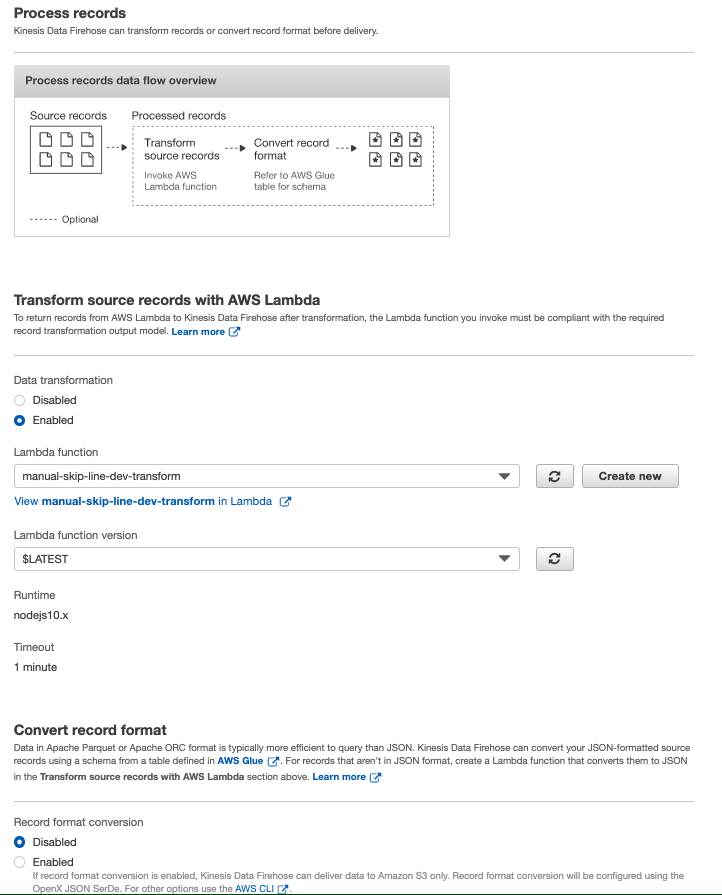 Process records
Kinesis Data Firehose can transform records or convert record format before delivery.
Process records data flow overview
Source records
Processed records
Transform
source records
Invoke AWS
Lambda function
Convert record
format
Refer to AWS Glue
table for schema
Optional
Transform source records with AWS Lambda
To return records from AWS Lambda to Kinesis Data Firehose after transformation, the Lambda function you invoke must be compliant with the required
record transformation output model. Learn more
Data transformation
Disabled
Enabled
Lambda function
manual-skip-line-dev-transform
Create new
View manual-skip-line-dev-transform in Lambda
Lambda function version
$LATEST
Runtime
nodejs10.x
Timeout
1 minute
Convert record format
Data in Apache Parquet or Apache ORC format is typically more efficient to query than JSON. Kinesis Data Firehose can convert your JSON-formatted source
records using a schema from a table defined in AWS Glue . For records that aren't in JSON format, create a Lambda function that converts them to JSON
in the Transform source records with AWS Lambda section above. Learn more
Record format conversion
Disabled
Enabled
If record format conversion is enabled, Kinesis Data Firehose can deliver data to Amazon S3 only. Record format conversion will be configured using the
OpenX JSON SerDe. For other options use the AWS CLI .